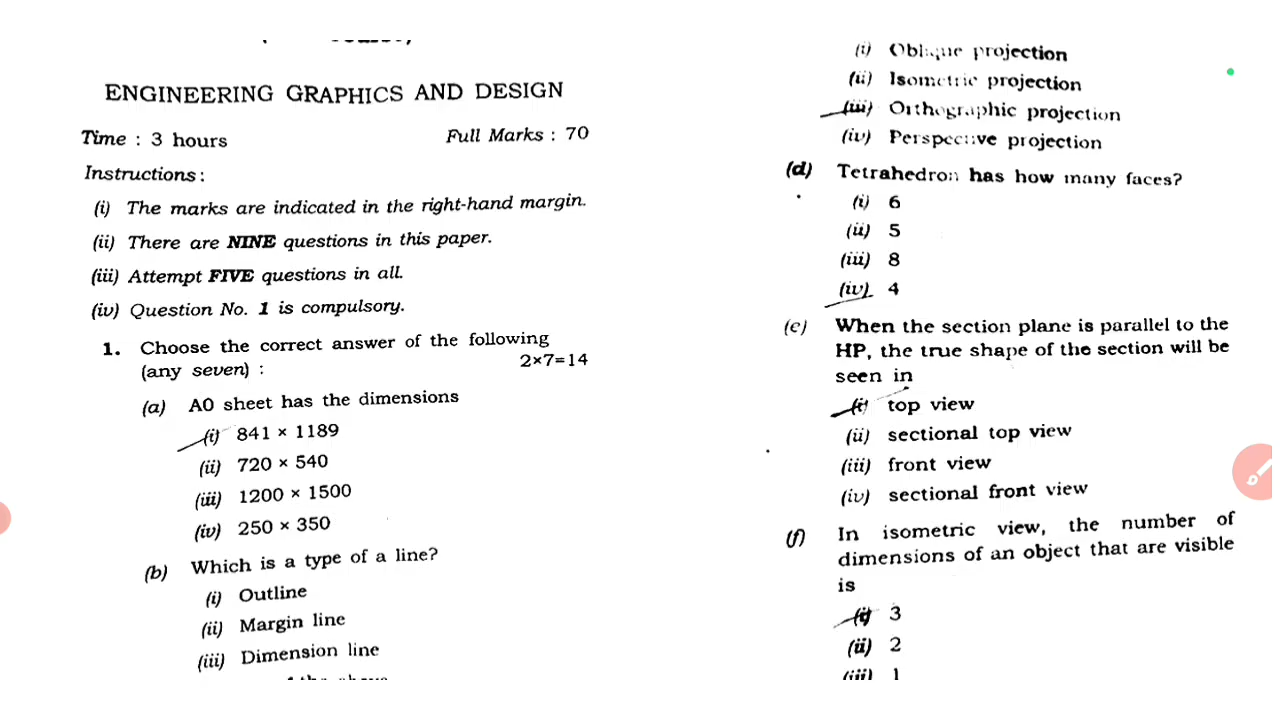 ENGINEERING GRAPHICS AND DESIGN
Time : 3 hours
Full Marks : 70
Instructions :
(i) The marks are indicated in the right-hand margin.
(ii) There are NINE questions in this paper.
(iii) Attempt FIVE questions in all.
(iv) Question No. 1 is compulsory.
1. Choose the correct answer of the following
(any seven) :
2×7=14
(a) A0 sheet has the dimensions
(i) 841 × 1189
(ii) 720 × 540
(iii) 1200 × 1500
(iv) 250 × 350
(b) Which is a type of a line?
(i) Outline
(ii) Margin line
(iii) Dimension line
(i) Oblique projection
(ii) Isometric projection
(iii) Orthographic projection
(iv) Perspective projection
(d) Tetrahedron has how many faces?
(i) 6
(ii) 5
(iii) 8
(iv) 4
(e) When the section plane is parallel to the
HP, the true shape of the section will be
seen in
(i) top view
(ii) sectional top view
(iii) front view
(iv) sectional front view
(f) In isometric view, the number of
dimensions of an object that are visible
is
(i) 3
(ii) 2
(iii) 1